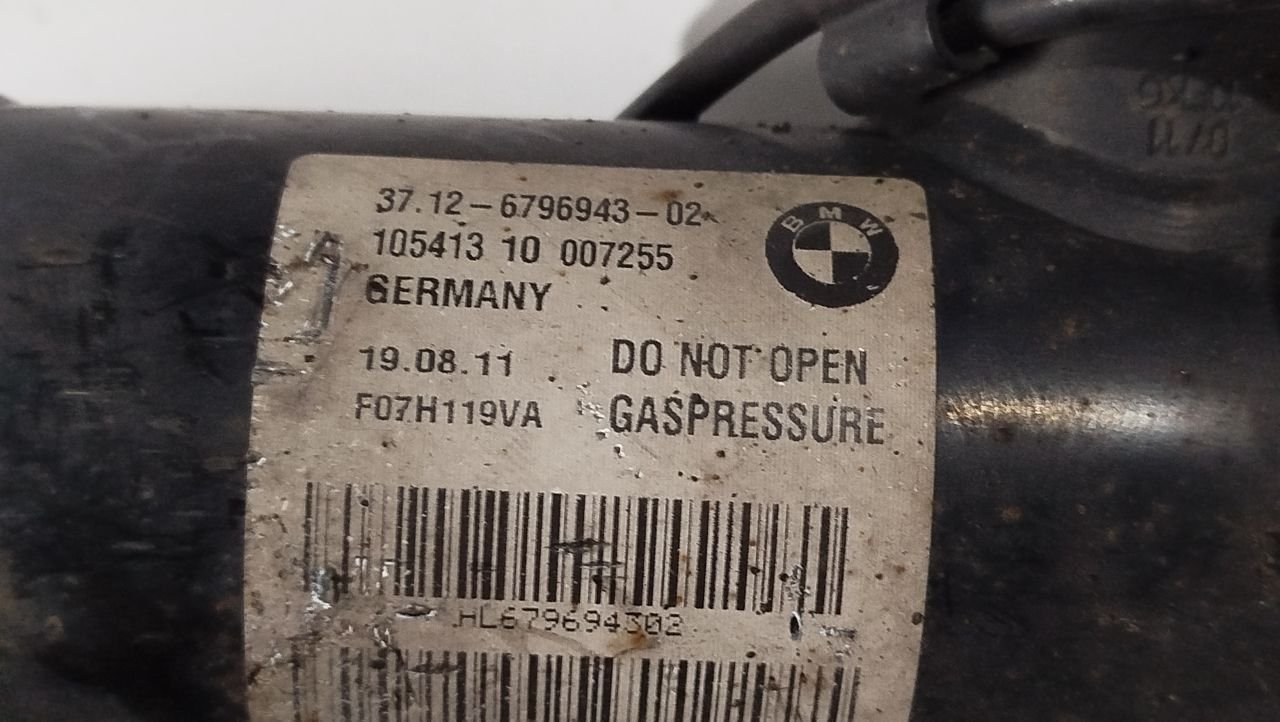 37.12-6796943-02
105413 10 007255
GERMANY
BMW
19.08.11
DO NOT OPEN
F07H119VA
GASPRESSURE
HL679694302